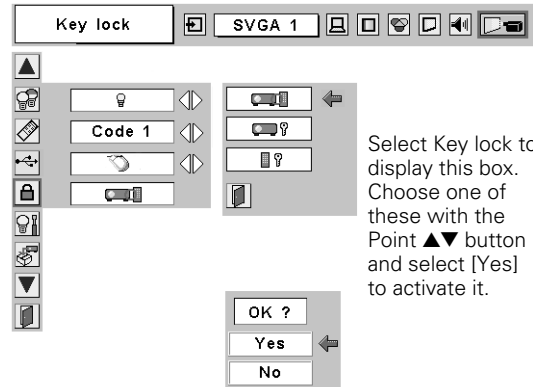 Key lock
SVGA 1
Code 1
Select Key lock to
display this box.
Choose one of
these with the
Point ▲▼ button
and select [Yes]
to activate it.
OK ?
Yes
No